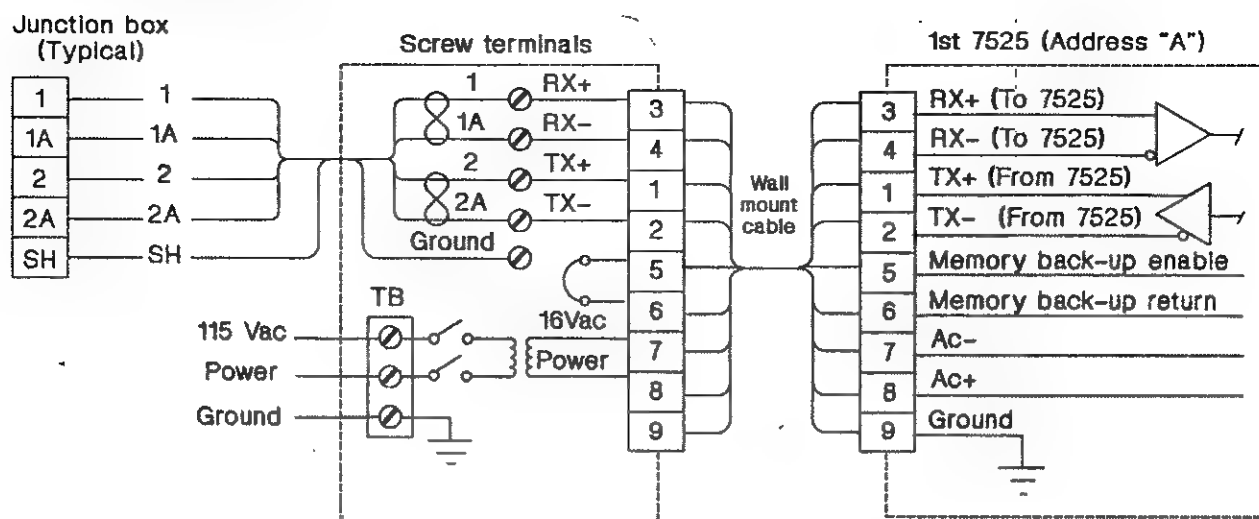 Junction box
(Typical)
1
1A
2
2A
SH
1
1A
2
2A
SH
Screw terminals
1
RX+
1A
RX-
2
TX+
2A
TX-
Ground
TB
115 Vac
Power
Ground
16Vac
Power
3
4
1
2
5
6
7
8
9
Wall
mount
cable
1st 7525 (Address "A")
3
4
1
2
5
6
7
8
9
RX+ (To 7525)
RX- (To 7525)
TX+ (From 7525)
TX- (From 7525)
Memory back-up enable
Memory back-up return
Ac-
Ac+
Ground